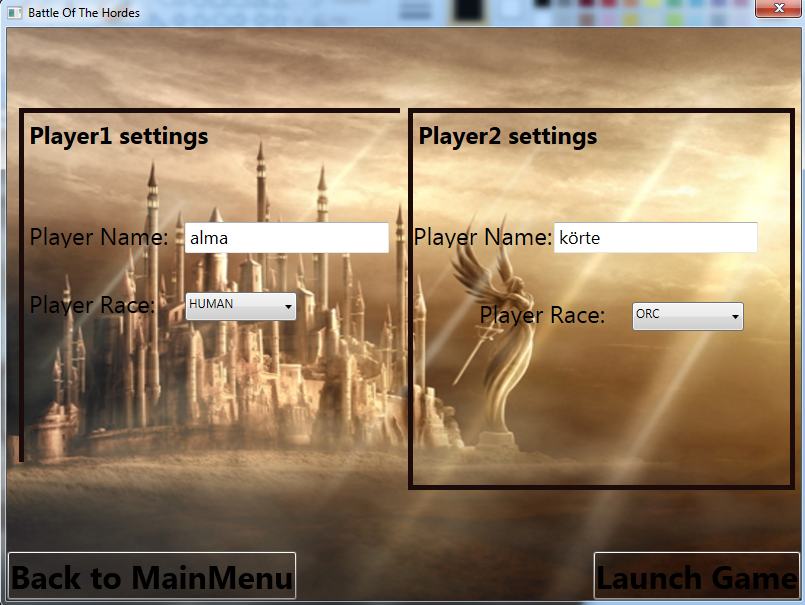 Battle Of The Hordes
Player1 settings
Player2 settings
Player Name: alma
Player Name: körte
Player Race: HUMAN
Player Race: ORC
Back to MainMenu
Launch Game